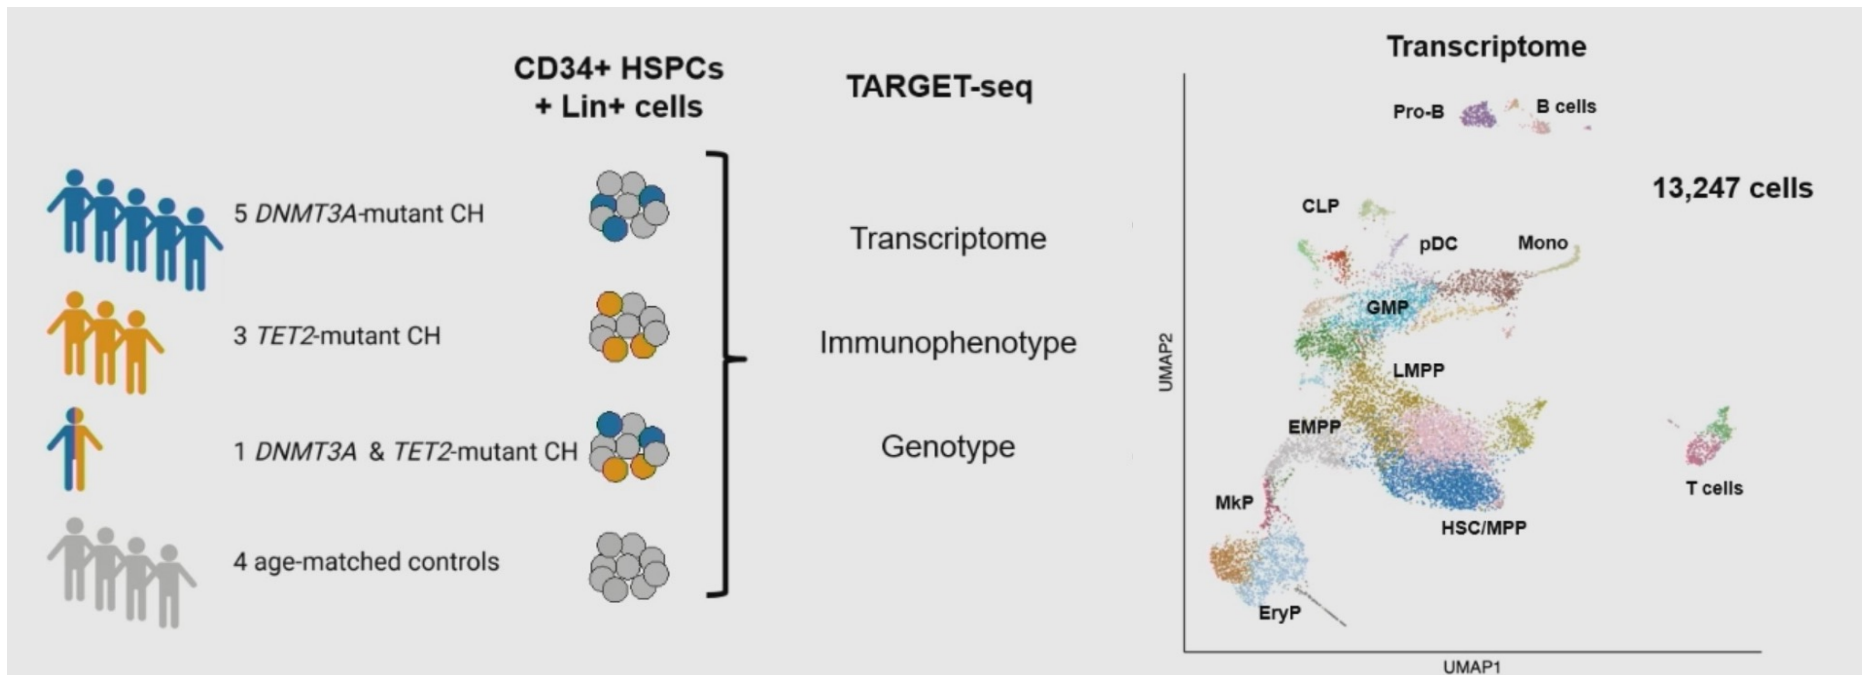 CD34+ HSPCs
+ Lin+ cells
5 DNMT3A-mutant CH
3 TET2-mutant CH
1 DNMT3A & TET2-mutant CH
4 age-matched controls
TARGET-seq
Transcriptome
Immunophenotype
Genotype
Transcriptome
Pro-B
B cells
13,247 cells
CLP
pDC
Mono
GMP
LMPP
EMPP
MkP
T cells
HSC/MPP
EryP
UMAP2
UMAP1